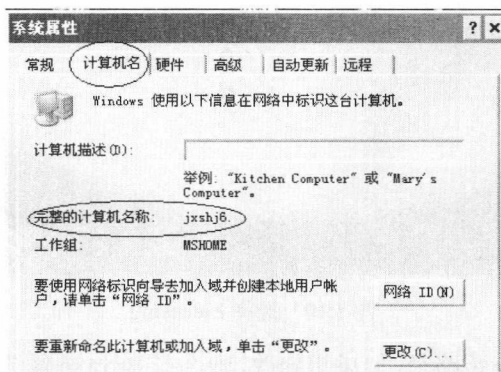 系统属性
? ×
常规 计算机名 硬件 高级 自动更新 远程
Windows 使用以下信息在网络中标识这台计算机。
计算机描述(D):
举例: "Kitchen Computer" 或 "Mary's
Computer"。
完整的计算机名称: jxshj6.
工作组: MSHOME
要使用网络标识向导去加入域并创建本地用户帐
户，请单击“网络 ID”。
网络 ID(N)
要重新命名此计算机或加入域，单击“更改”。
更改(C)...